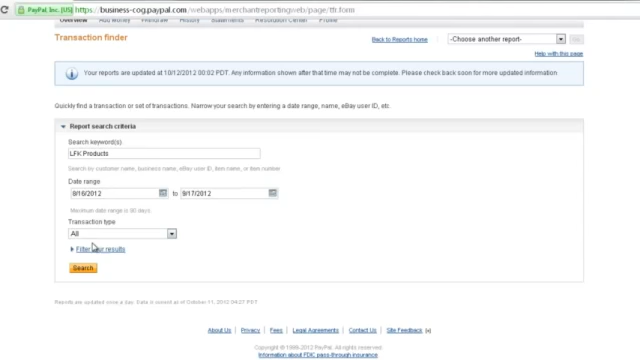 PayPal, Inc. [US] https://business-cog.paypal.com/webapps/merchantreportingweb/page/tfr.form
Overview Add Money Withdraw History Statements Resolution Center Profile
Transaction finder
Back to Reports home -Choose another report-
Help with this page
Your reports are updated at 10/12/2012 00:02 PDT. Any information shown after that time may not be complete. Please check back soon for more updated information
Quickly find a transaction or set of transactions. Narrow your search by entering a date range, name, eBay user ID, etc.
Report search criteria
Search keyword(s)
LFK Products
Search by customer name, business name, eBay user ID, item name, or item number
Date range
8/16/2012 to 9/17/2012
Maximum date range is 90 days
Transaction type
All
Filter your results
Search
Reports are updated once a day. Data is current as of October 11, 2012 04:27 PDT.
About Us | Privacy | Fees | Legal Agreements | Contact Us | Site Feedback [+]
Copyright © 1999-2012 PayPal. All rights reserved.
Information about FDIC pass-through insurance